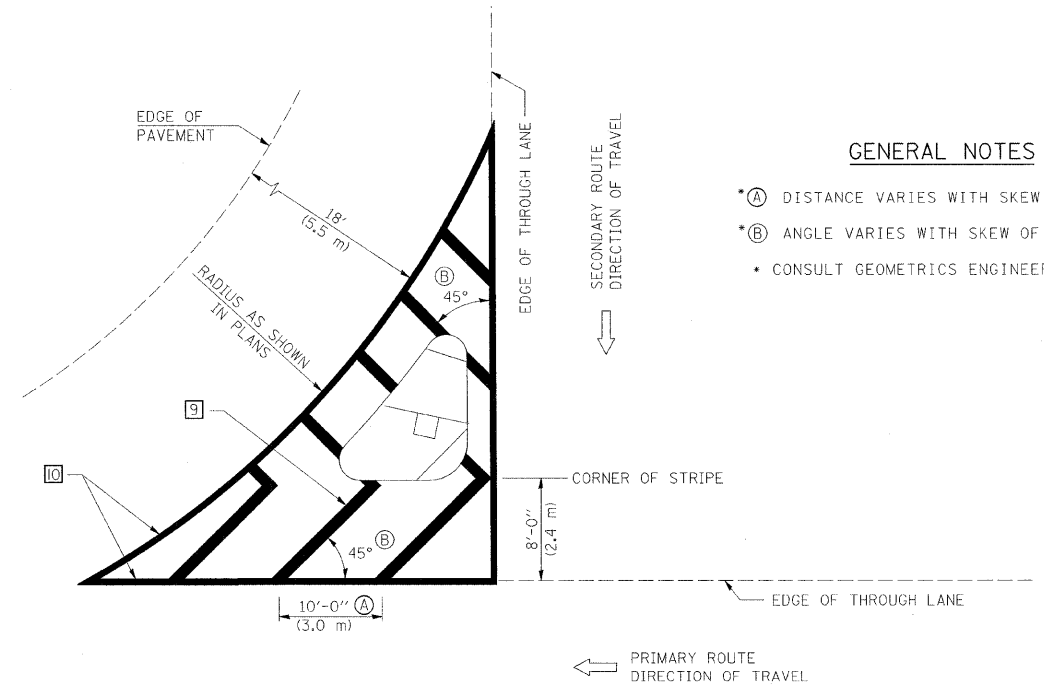 EDGE OF
PAVEMENT
18'
(5.5 m)
RADIUS AS SHOWN
IN PLANS
EDGE OF THROUGH LANE
SECONDARY ROUTE
DIRECTION OF TRAVEL
GENERAL NOTES
*Ⓐ DISTANCE VARIES WITH SKEW
*Ⓑ ANGLE VARIES WITH SKEW OF
* CONSULT GEOMETRICS ENGINEER
Ⓑ
45°
9
10
CORNER OF STRIPE
8'-0"
(2.4 m)
45° Ⓑ
10'-0" Ⓐ
(3.0 m)
EDGE OF THROUGH LANE
PRIMARY ROUTE
DIRECTION OF TRAVEL